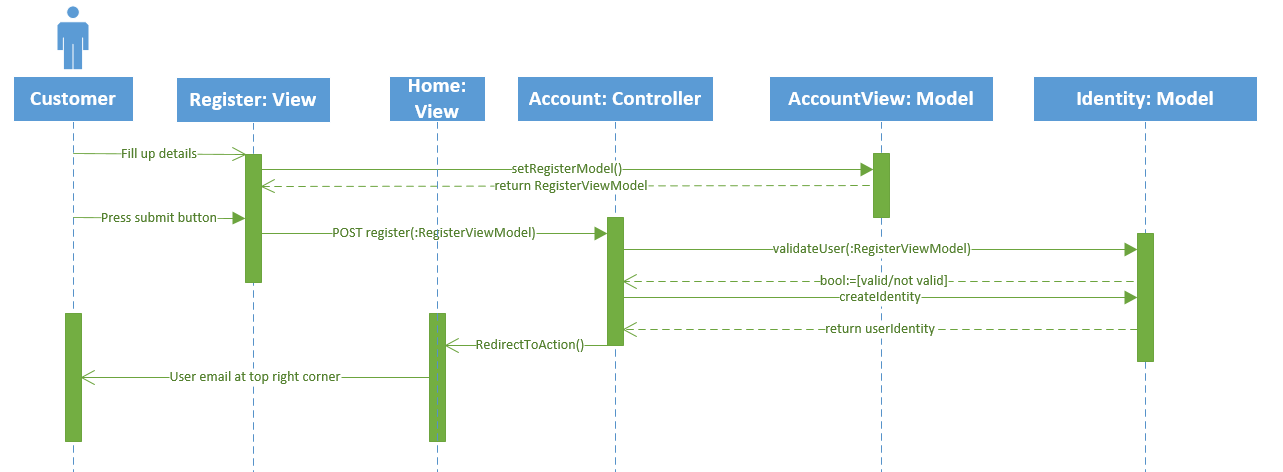 Customer
Register: View
Home:
View
Account: Controller
AccountView: Model
Identity: Model
Fill up details
setRegisterModel()
return RegisterViewModel
Press submit button
POST register(:RegisterViewModel)
validateUser(:RegisterViewModel)
bool:=[valid/not valid]
createIdentity
return userIdentity
RedirectToAction()
User email at top right corner